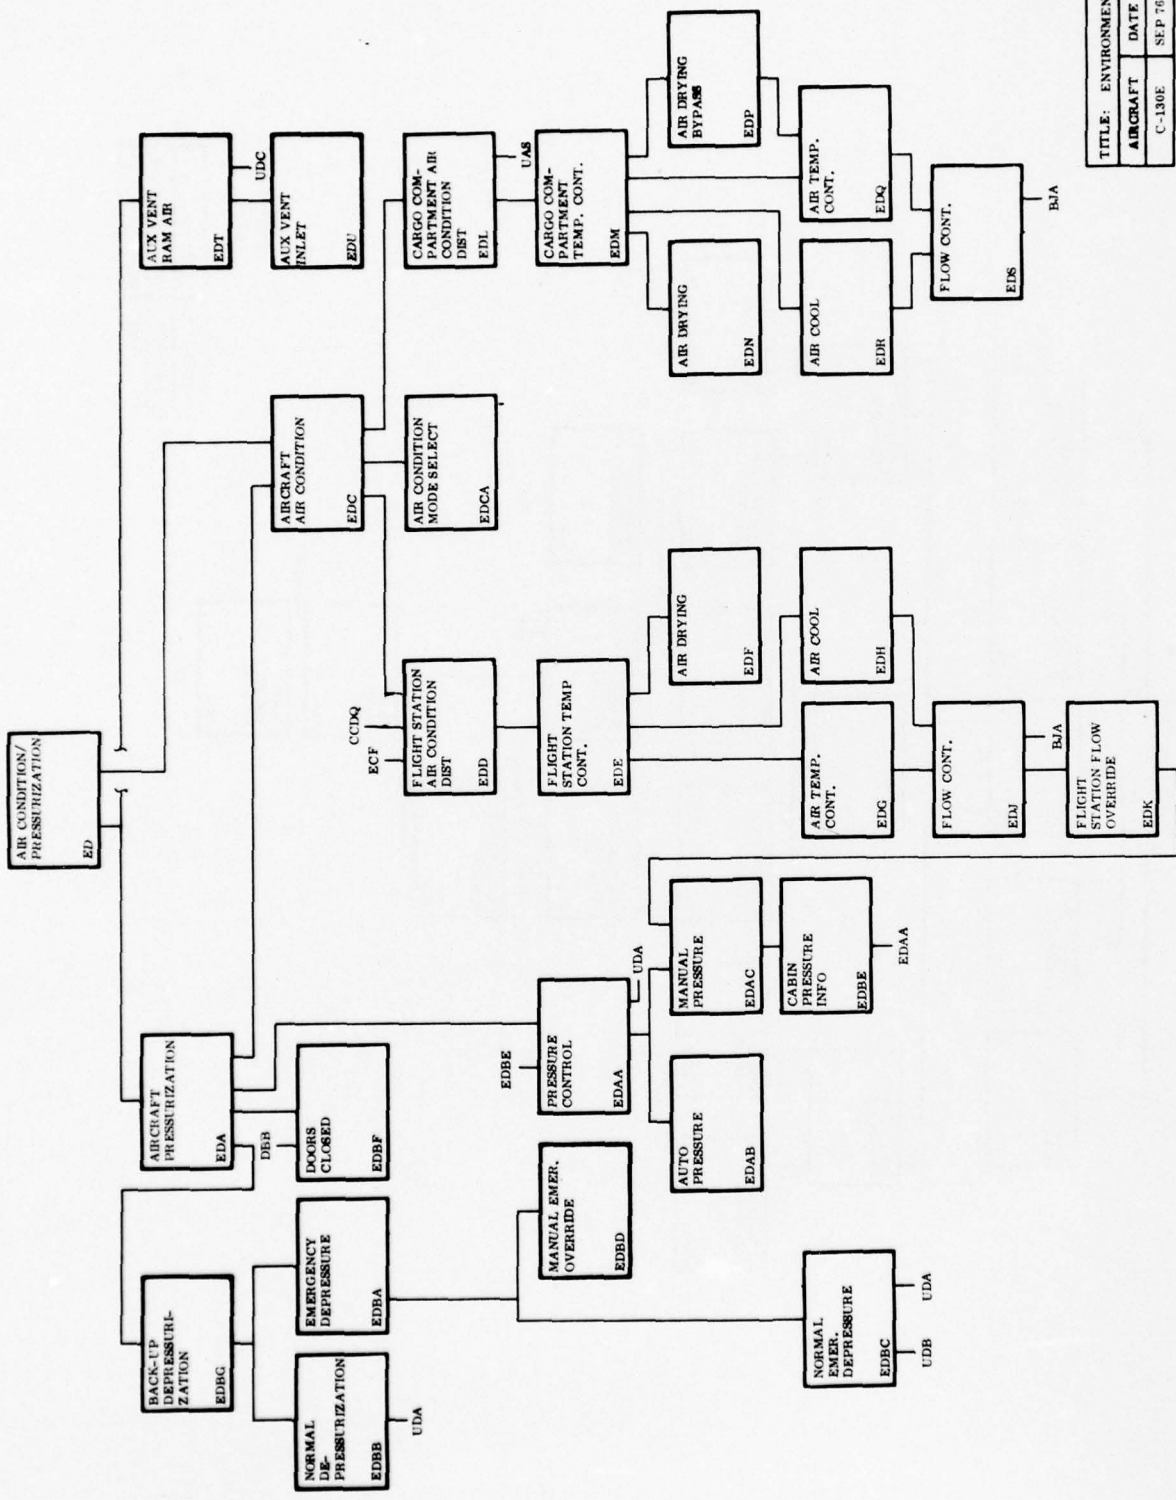 AIR CONDITION/
PRESSURIZATION
ED
AIRCRAFT
PRESSURIZATION
EDA
AUX VENT
RAM AIR
EDT
UDC
AUX VENT
INLET
EDU
BACK-UP
DEPRESSURI-
ZATION
EDBG
DBB
DOORS
CLOSED
EDBF
EMERGENCY
DEPRESSURE
EDBA
NORMAL
DE-
PRESSURIZATION
EDBB
UDA
AIRCRAFT
AIR CONDITION
EDC
AIR CONDITION
MODE SELECT
EDCA
CARGO COM-
PARTMENT AIR
CONDITION
DIST
EDL
UAS
CARGO COM-
PARTMENT
TEMP. CONT.
EDM
AIR DRYING
EDN
AIR DRYING
BYPASS
EDP
AIR COOL
EDR
AIR TEMP.
CONT.
EDQ
FLOW CONT.
EDS
BJA
ECF
CCDQ
FLIGHT STATION
AIR CONDITION
DIST
EDD
FLIGHT
STATION TEMP
CONT.
EDE
AIR DRYING
EDF
AIR TEMP.
CONT.
EDG
AIR COOL
EDH
FLOW CONT.
EDJ
BJA
FLIGHT
STATION FLOW
OVERRIDE
EDK
EDBE
PRESSURE
CONTROL
EDAA
UDA
AUTO
PRESSURE
EDAB
MANUAL
PRESSURE
EDAC
CABIN
PRESSURE
INFO
EDBE
EDAA
MANUAL EMER.
OVERRIDE
EDBD
NORMAL
EMER.
DEPRESSURE
EDBC
UDB
UDA
TITLE: ENVIRONMEN
AIRCRAFT
DATE
C-130E
SEP 76